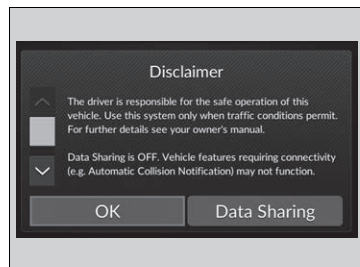 Disclaimer
The driver is responsible for the safe operation of this
vehicle. Use this system only when traffic conditions permit.
For further details see your owner's manual.
Data Sharing is OFF. Vehicle features requiring connectivity
(e.g. Automatic Collision Notification) may not function.
OK
Data Sharing